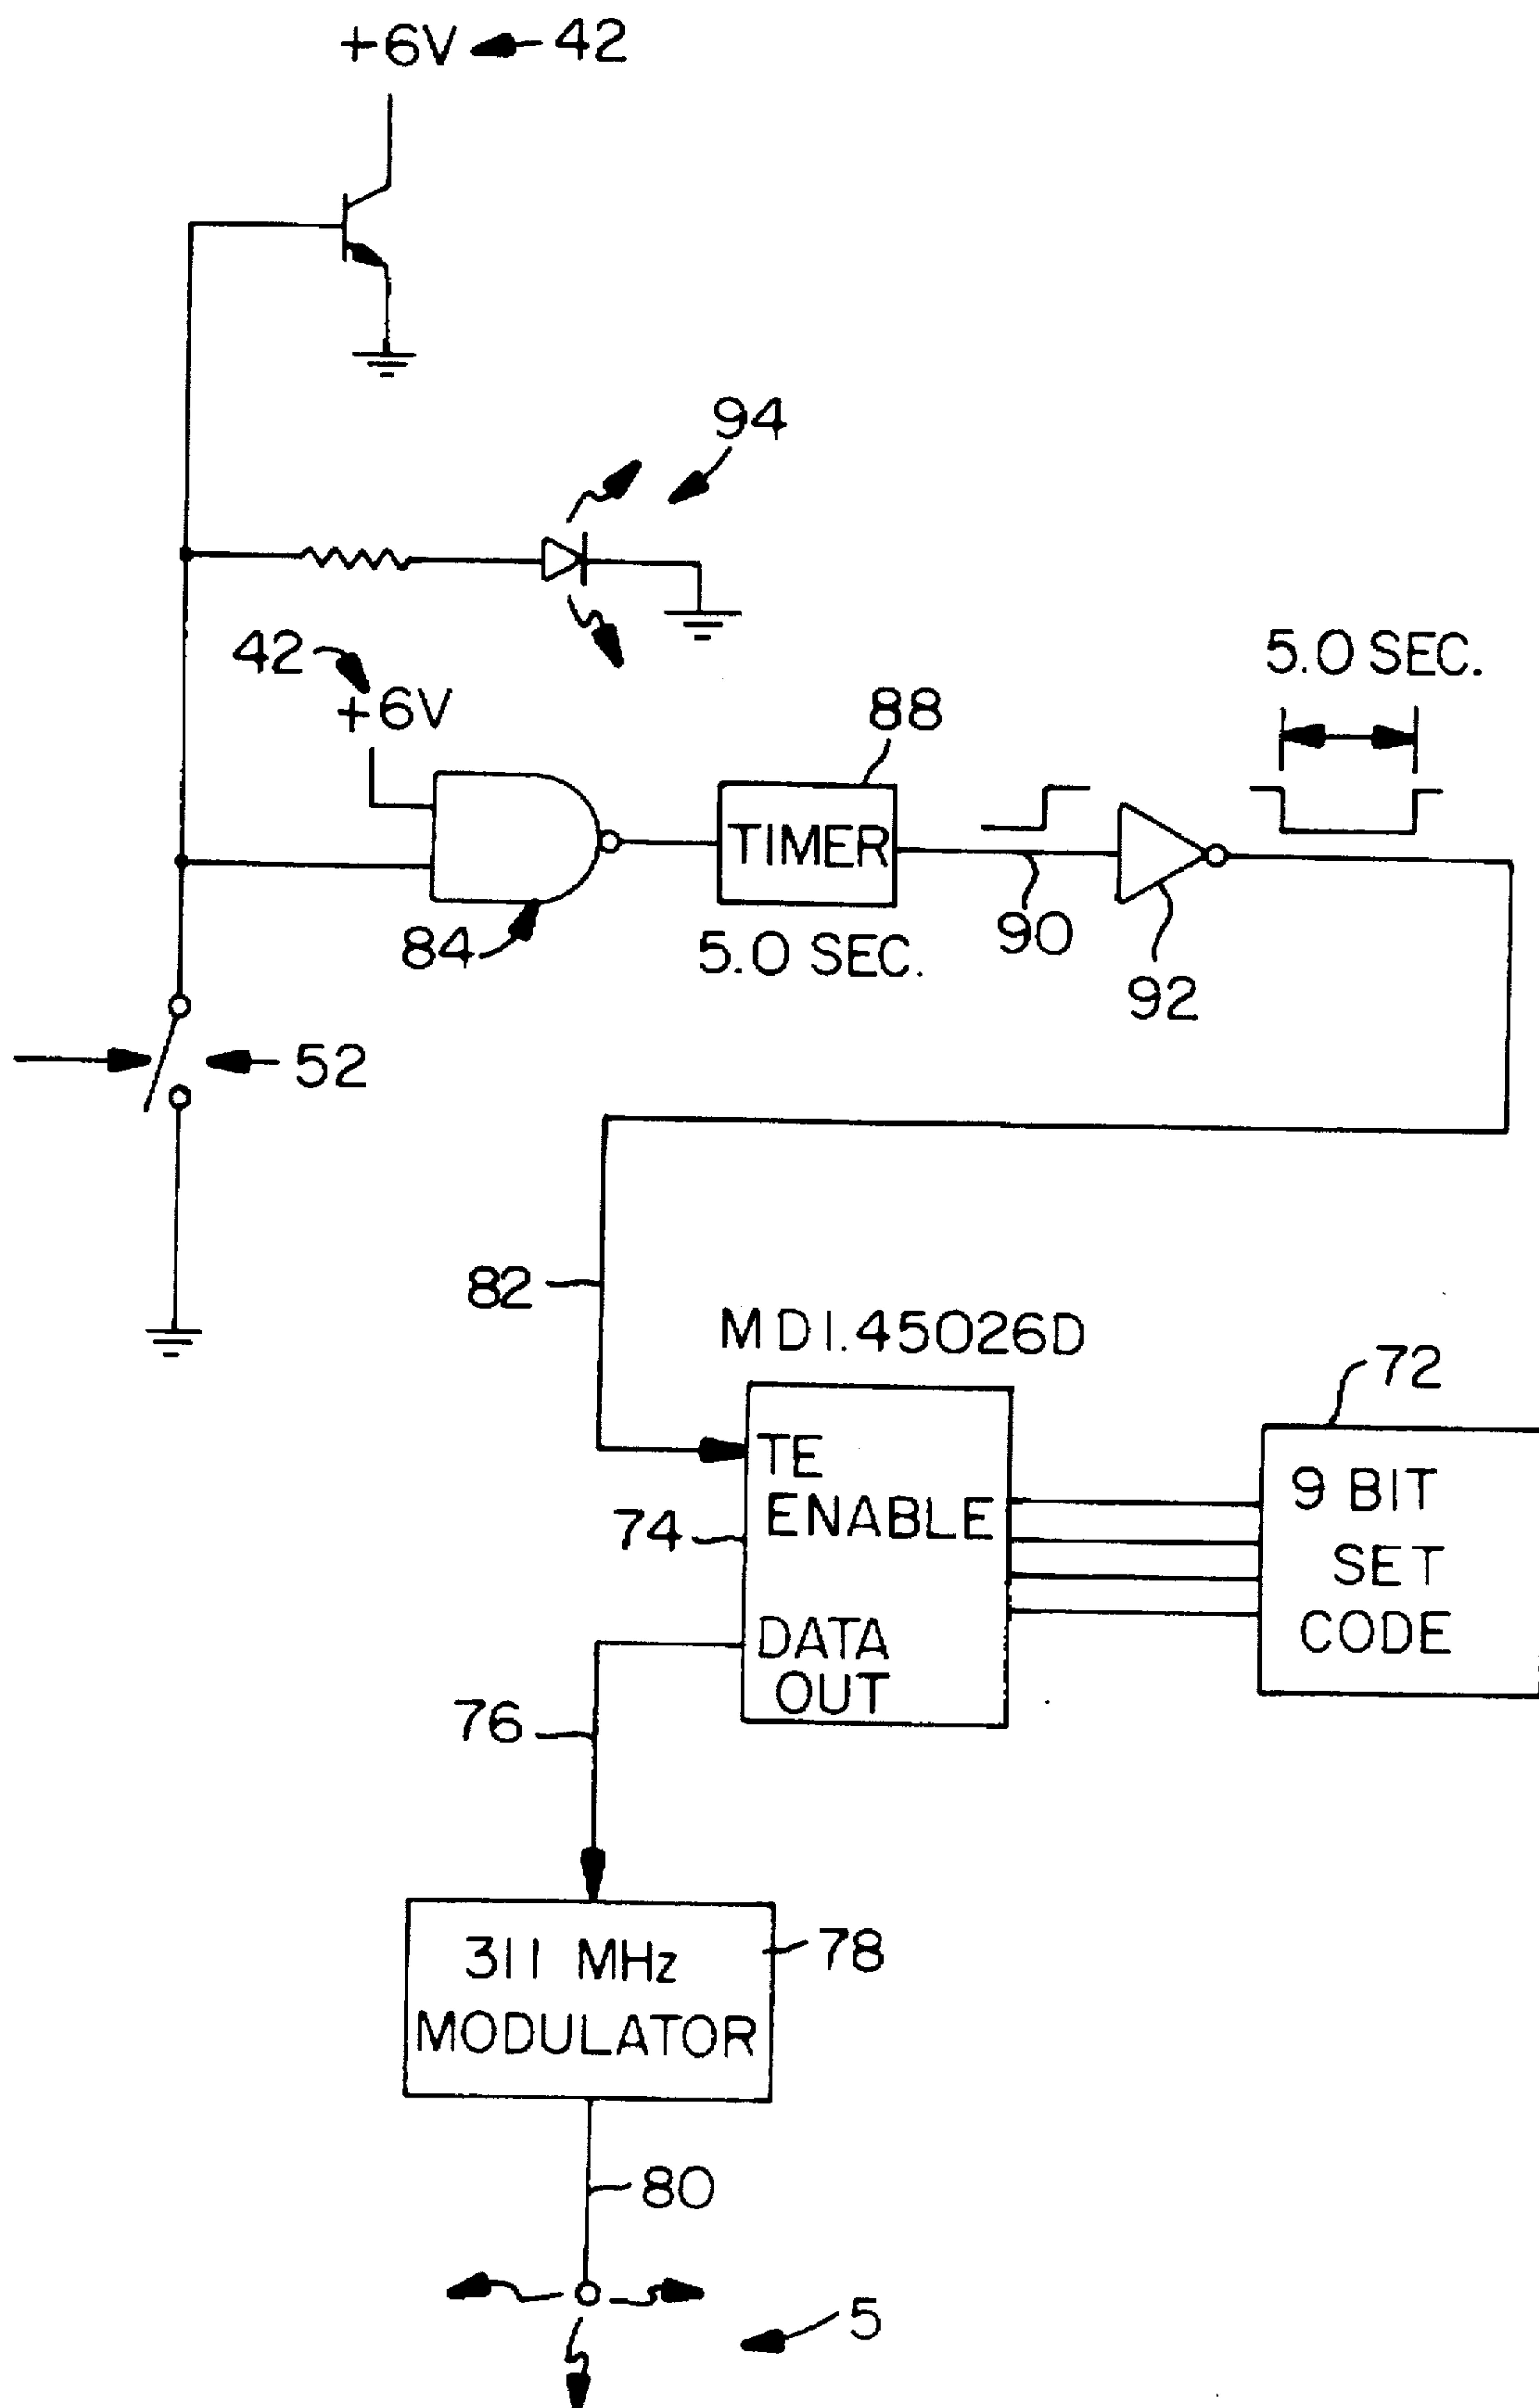 +6V 42
94
42
+6V
88
5.0 SEC.
TIMER
84
5.0 SEC.
90
92
52
82
MDI.45026D
72
TE
ENABLE
74
9 BIT
SET
CODE
DATA
OUT
76
311 MHz
MODULATOR
78
80
5